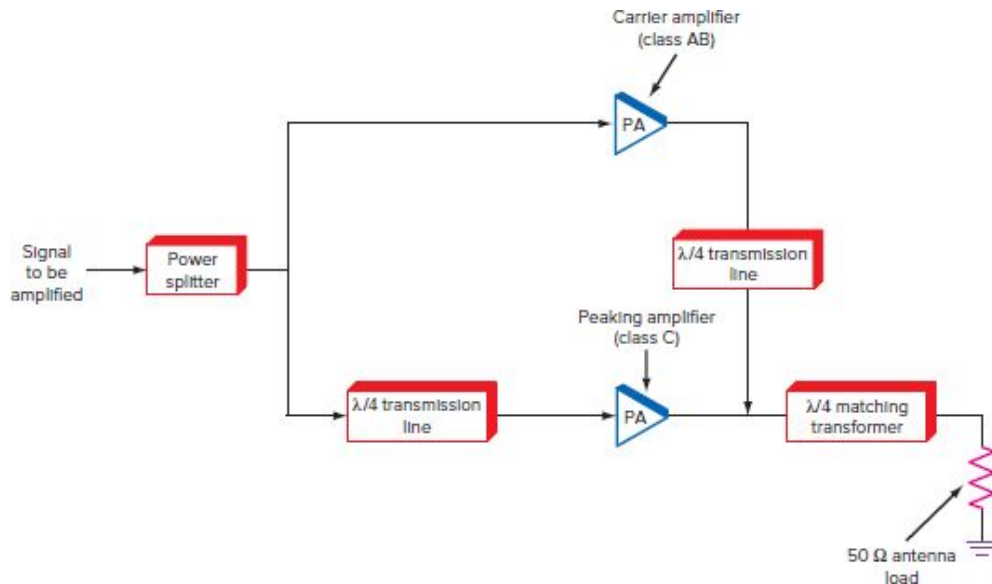 Carrier amplifier
(class AB)
PA
Signal
to be
amplified
Power
splitter
λ/4 transmission
line
Peaking amplifier
(class C)
λ/4 transmission
line
PA
λ/4 matching
transformer
50 Ω antenna
load